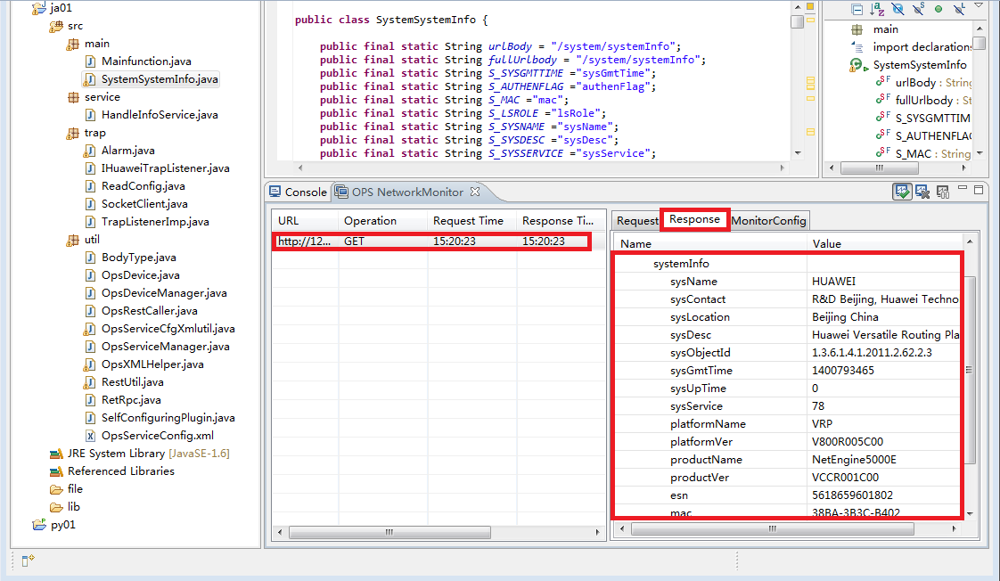 ja01
src
main
Mainfunction.java
SystemSystemInfo.java
service
HandleInfoService.java
trap
Alarm.java
IHuaweiTrapListener.java
ReadConfig.java
SocketClient.java
TrapListenerImp.java
util
BodyType.java
OpsDevice.java
OpsDeviceManager.java
OpsRestCaller.java
OpsServiceCfgXmlutil.java
OpsServiceManager.java
OpsXMLHelper.java
RestUtil.java
RetRpc.java
SelfConfiguringPlugin.java
OpsServiceConfig.xml
JRE System Library [JavaSE-1.6]
Referenced Libraries
file
lib
py01
public class SystemSystemInfo {
public final static String urlBody = "/system/systemInfo";
public final static String fullUrlbody = "/system/systemInfo";
public final static String S_SYSGMTTIME ="sysGmtTime";
public final static String S_AUTHENFLAG ="authenFlag";
public final static String S_MAC ="mac";
public final static String S_LSROLE ="lsRole";
public final static String S_SYSNAME ="sysName";
public final static String S_SYSDESC ="sysDesc";
public final static String S_SYSSERVICE ="sysService";
main
import declarations
SystemSystemInfo
urlBody : String
fullUrlbody : St
S_SYSGMTTIM
S_AUTHENFLAG
S_MAC : String
Console OPS NetworkMonitor
URL Operation Request Time Response Ti...
http://12... GET 15:20:23 15:20:23
Request Response MonitorConfig
Name Value
systemInfo
sysName HUAWEI
sysContact R&D Beijing, Huawei Techno
sysLocation Beijing China
sysDesc Huawei Versatile Routing Pla
sysObjectId 1.3.6.1.4.1.2011.2.62.2.3
sysGmtTime 1400793465
sysUpTime 0
sysService 78
platformName VRP
platformVer V800R005C00
productName NetEngine5000E
productVer VCCR001C00
esn 5618659601802
mac 38BA-3B3C-B402